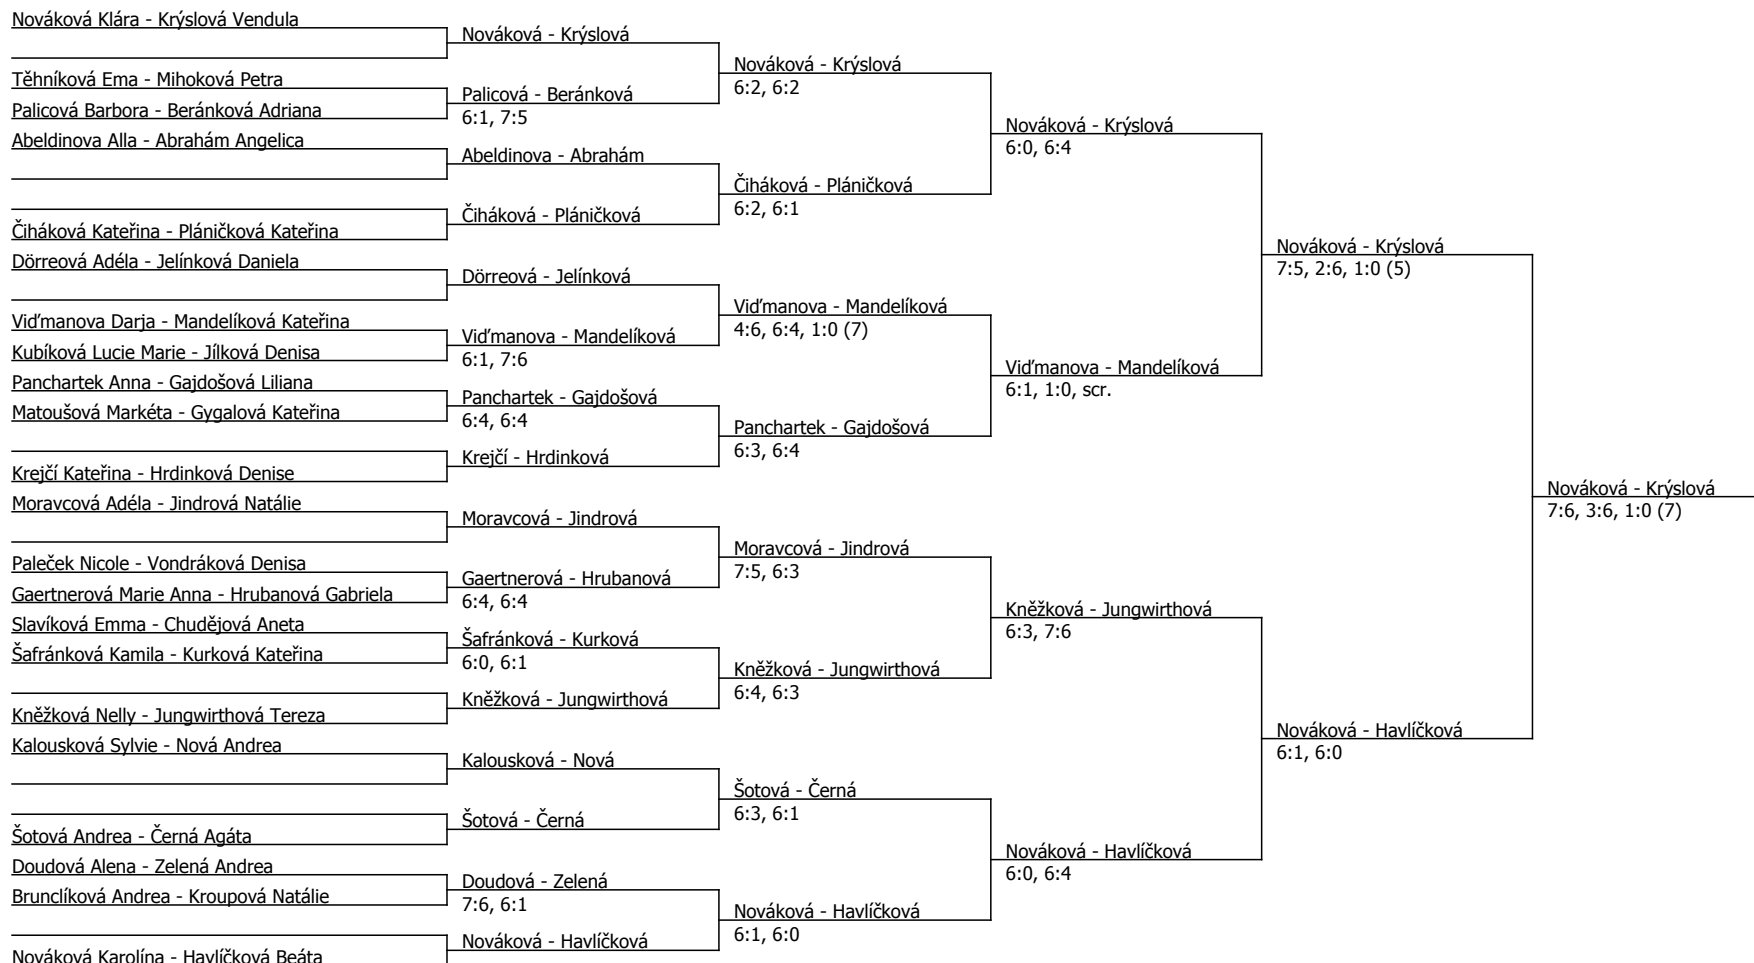 Nováková Klára - Krýslová Vendula
Těhníková Ema - Mihoková Petra
Palicová Barbora - Beránková Adriana
Abeldinova Alla - Abrahám Angelica
Čiháková Kateřina - Pláničková Kateřina
Dörreová Adéla - Jelínková Daniela
Viďmanova Darja - Mandelíková Kateřina
Kubíková Lucie Marie - Jílková Denisa
Panchartek Anna - Gajdošová Liliana
Matoušová Markéta - Gygalová Kateřina
Krejčí Kateřina - Hrdinková Denise
Moravcová Adéla - Jindrová Natálie
Paleček Nicole - Vondráková Denisa
Gaertnerová Marie Anna - Hrubanová Gabriela
Slavíková Emma - Chudějová Aneta
Šafránková Kamila - Kurková Kateřina
Kněžková Nelly - Jungwirthová Tereza
Kalousková Sylvie - Nová Andrea
Šotová Andrea - Černá Agáta
Doudová Alena - Zelená Andrea
Brunclíková Andrea - Kroupová Natálie
Nováková Karolína - Havlíčková Beáta
Nováková - Krýslová
Palicová - Beránková
6:1, 7:5
Abeldinova - Abrahám
Čiháková - Pláničková
Dörreová - Jelínková
Viďmanova - Mandelíková
6:1, 7:6
Panchartek - Gajdošová
6:4, 6:4
Krejčí - Hrdinková
Moravcová - Jindrová
Gaertnerová - Hrubanová
6:4, 6:4
Šafránková - Kurková
6:0, 6:1
Kněžková - Jungwirthová
Kalousková - Nová
Šotová - Černá
Doudová - Zelená
7:6, 6:1
Nováková - Havlíčková
Nováková - Krýslová
6:2, 6:2
Čiháková - Pláničková
6:2, 6:1
Viďmanova - Mandelíková
4:6, 6:4, 1:0 (7)
Panchartek - Gajdošová
6:3, 6:4
Moravcová - Jindrová
7:5, 6:3
Kněžková - Jungwirthová
6:4, 6:3
Šotová - Černá
6:3, 6:1
Nováková - Havlíčková
6:1, 6:0
Nováková - Krýslová
6:0, 6:4
Viďmanova - Mandelíková
6:1, 1:0, scr.
Kněžková - Jungwirthová
6:3, 7:6
Nováková - Havlíčková
6:0, 6:4
Nováková - Krýslová
7:5, 2:6, 1:0 (5)
Nováková - Havlíčková
6:1, 6:0
Nováková - Krýslová
7:6, 3:6, 1:0 (7)